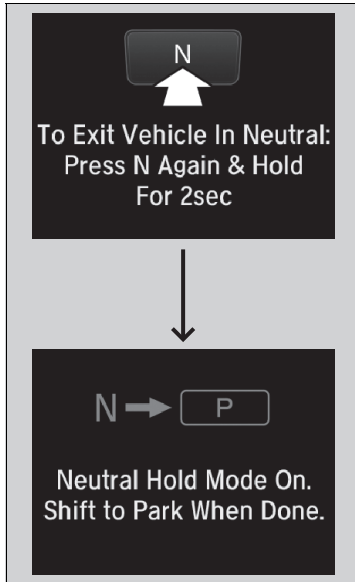 N
To Exit Vehicle In Neutral:
Press N Again & Hold
For 2sec
N P
Neutral Hold Mode On.
Shift to Park When Done.